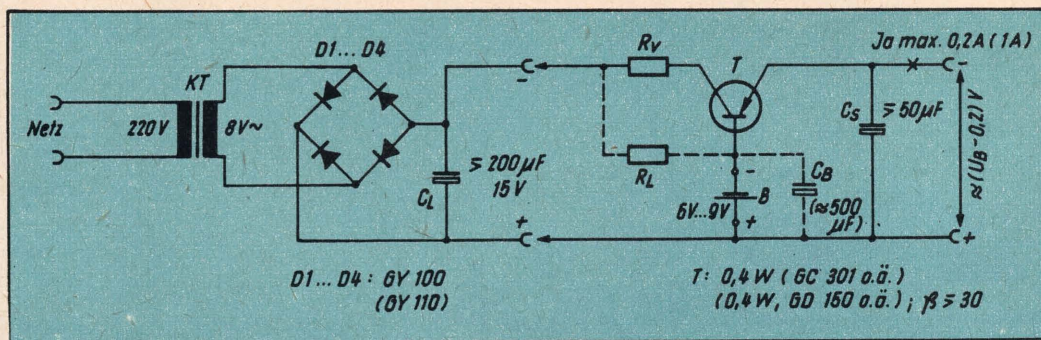 D1... D4
KT
Netz
220V
8V~
≥ 200µF
15V
CL
-
+
D1... D4 : GY 100
(GY 110)
RV
RL
T
-
B
6V...9V
+
CB
(≈500
µF)
Ja max. 0,2A (1A)
-
CS
≥ 50µF
≈(UB-0,2) V
+
T: 0,4 W (GC 301 o.ä.)
(0,4W, GD 150 o.ä.) ; β ≥ 30